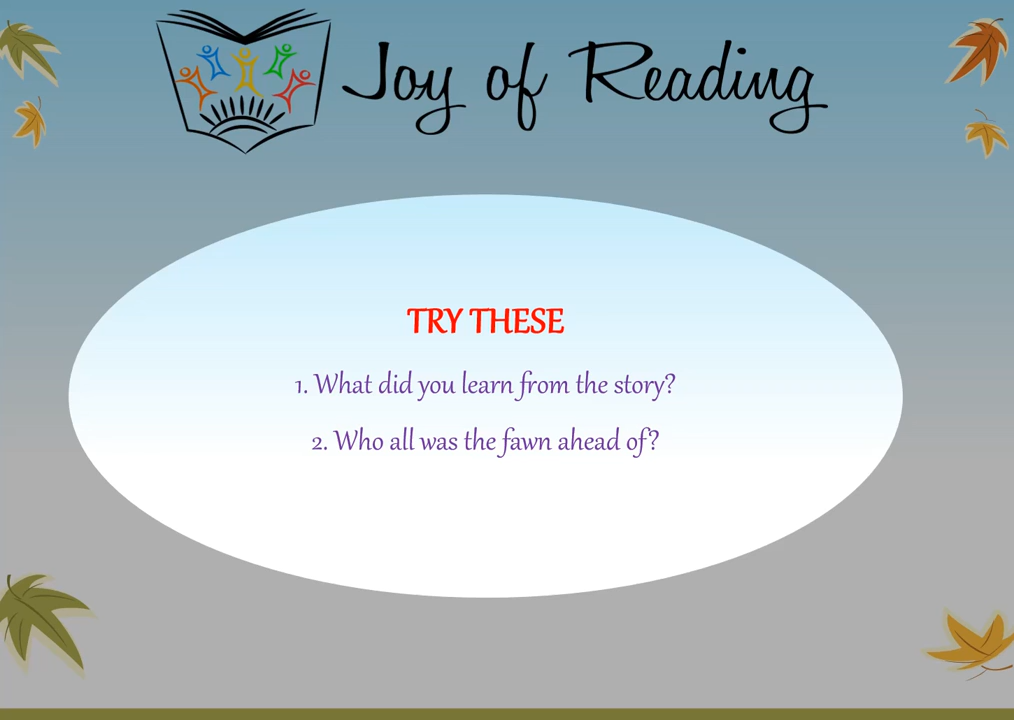 Joy of Reading
TRY THESE
1. What did you learn from the story?
2. Who all was the fawn ahead of?